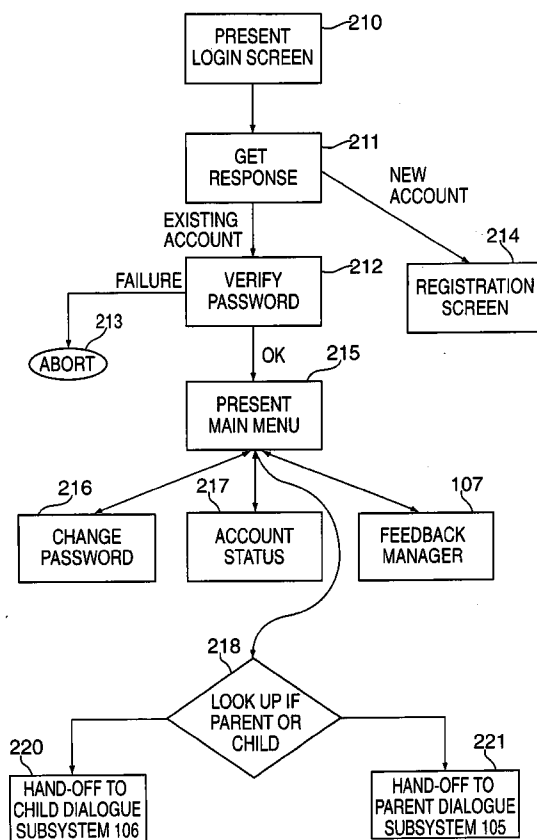 210
PRESENT
LOGIN SCREEN
211
GET
RESPONSE
NEW
ACCOUNT
EXISTING
ACCOUNT
214
212
FAILURE
VERIFY
PASSWORD
REGISTRATION
SCREEN
213
ABORT
OK
215
PRESENT
MAIN MENU
216
217
107
CHANGE
PASSWORD
ACCOUNT
STATUS
FEEDBACK
MANAGER
218
LOOK UP IF
PARENT OR
CHILD
220
221
HAND-OFF TO
CHILD DIALOGUE
SUBSYSTEM 106
HAND-OFF TO
PARENT DIALOGUE
SUBSYSTEM 105